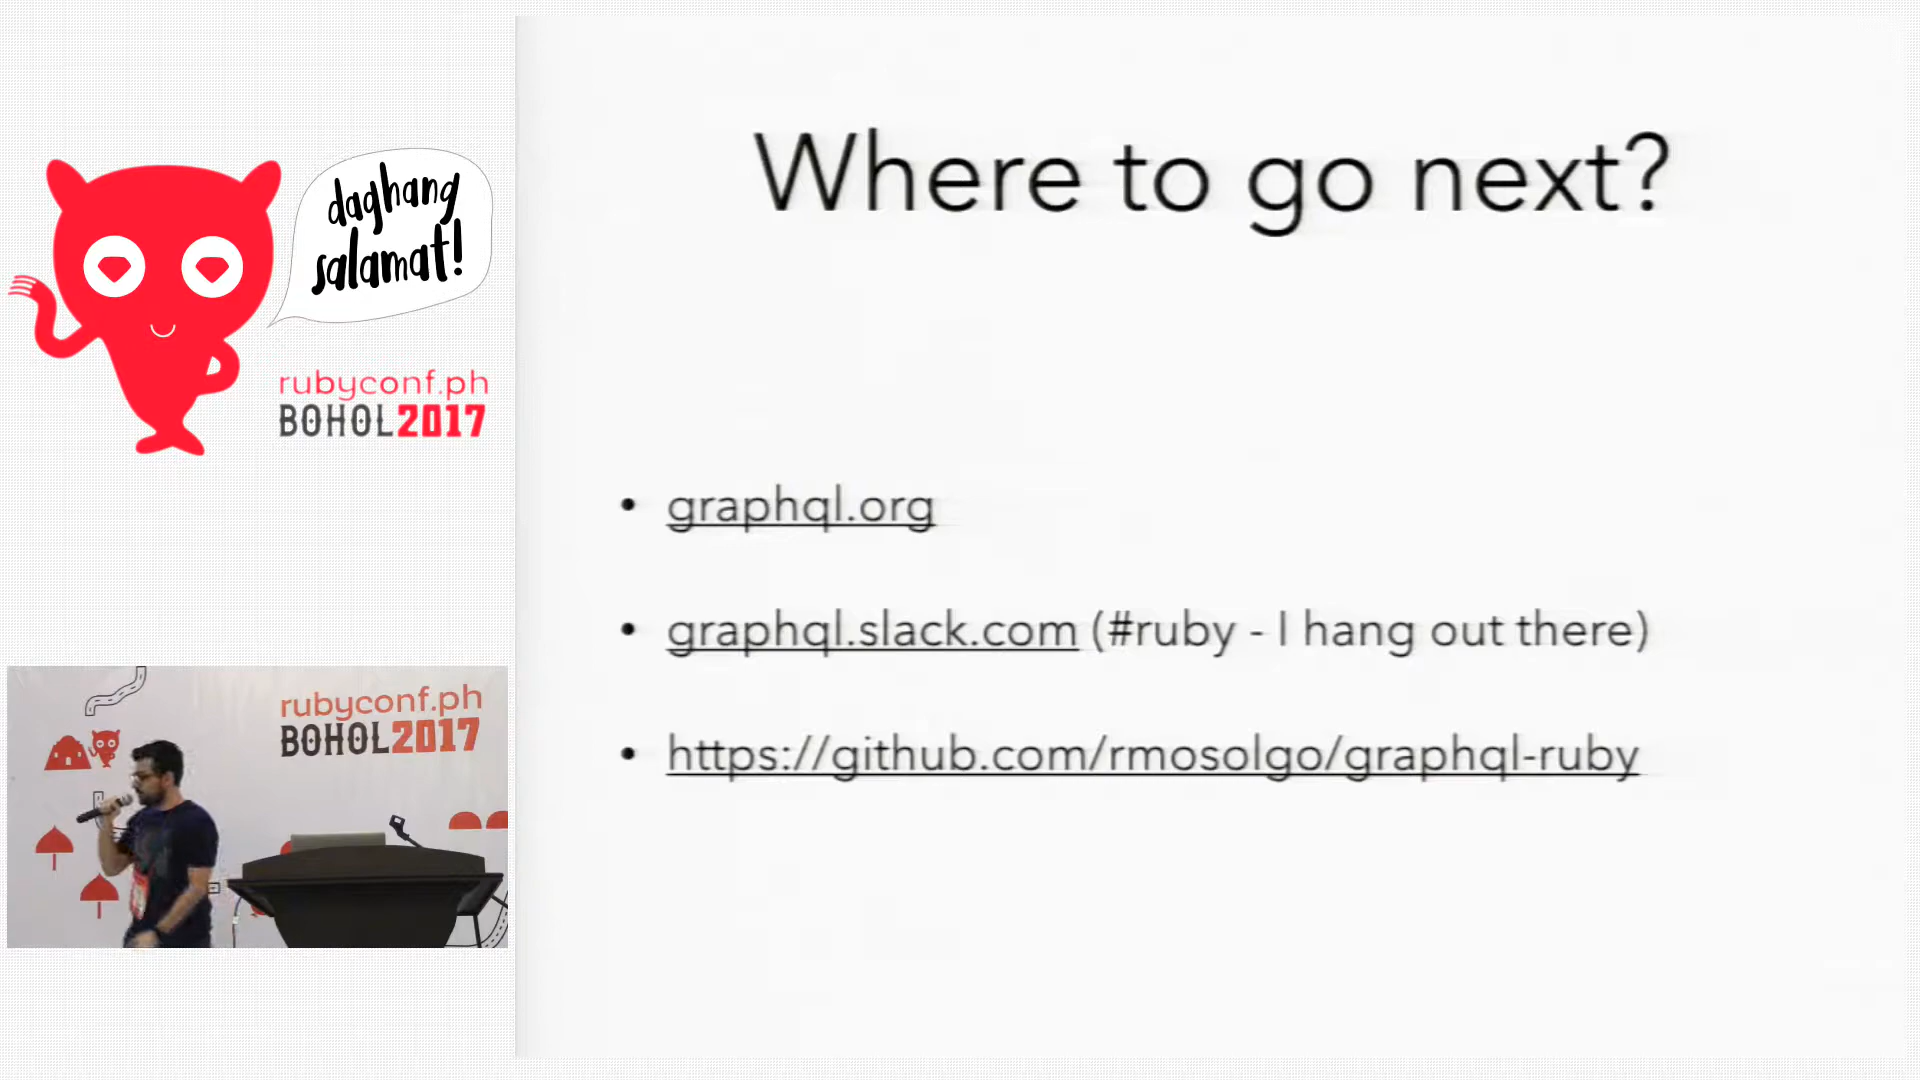 daghang
salamat!
rubyconf.ph
BOHOL2017
Where to go next?
• graphql.org
• graphql.slack.com (#ruby - I hang out there)
• https://github.com/rmosolgo/graphql-ruby
rubyconf.ph
BOHOL2017